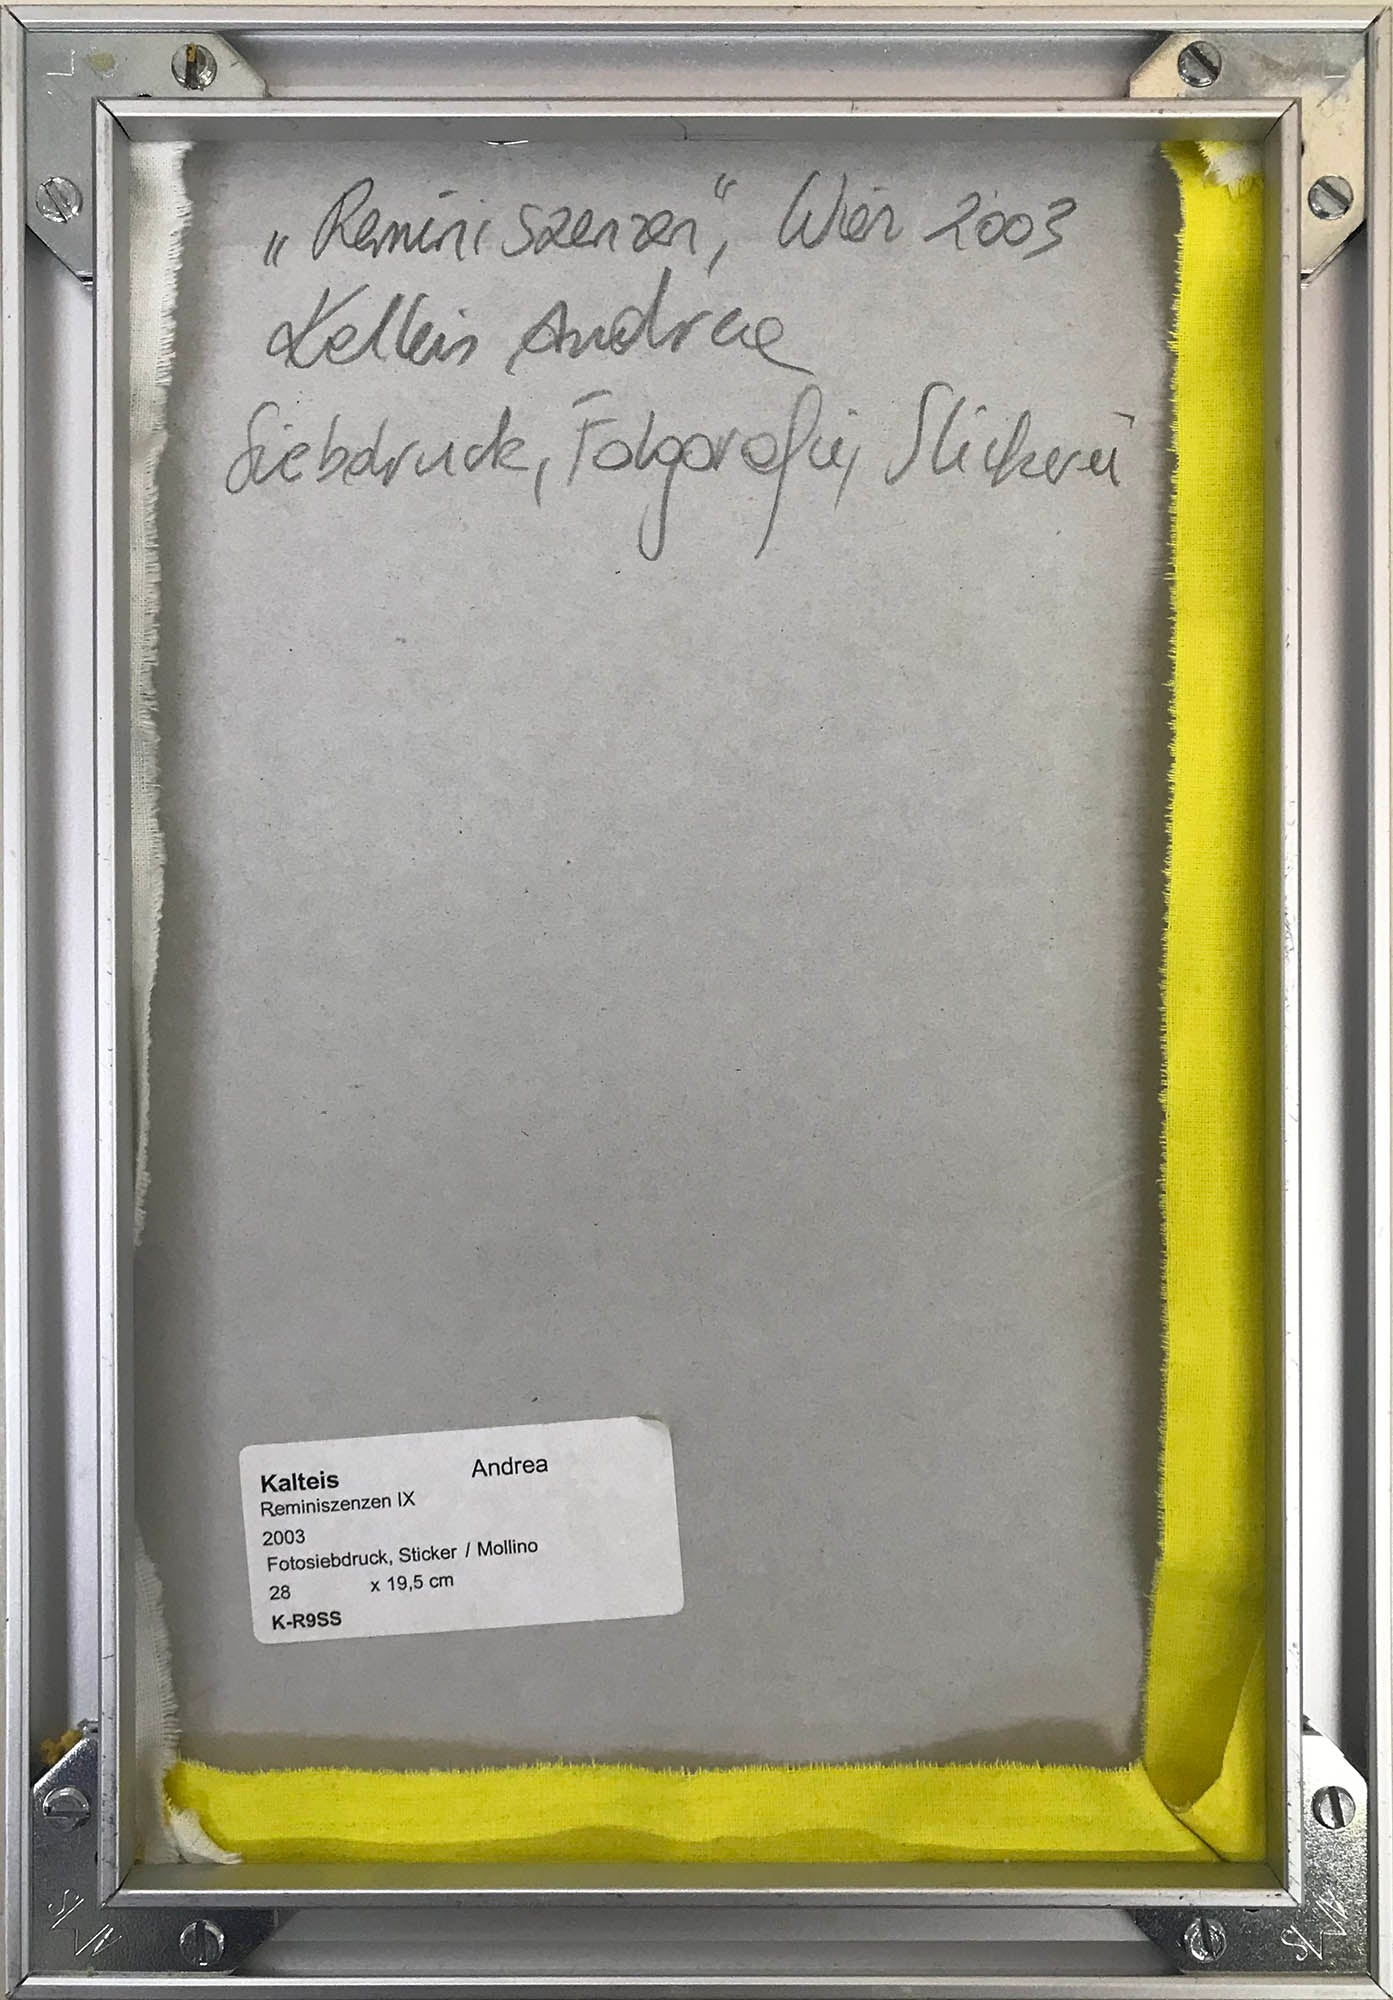 „Reminiszenzen“, Wien 2003
Kalteis Andrea
Siebdruck, Fotografie, Stickerei
Kalteis Andrea
Reminiszenzen IX
2003
Fotosiebdruck, Sticker / Mollino
28 x 19,5 cm
K-R9SS